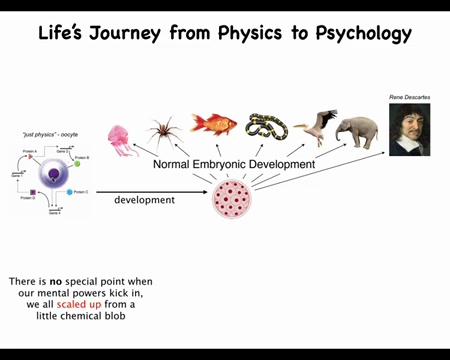 Life's Journey from Physics to Psychology
Rene Descartes
"just physics" - oocyte
Protein A
Gene 2
Protein B
Gene 1
Protein D
Protein C
Gene 4
Normal Embryonic Development
development
There is no special point when
our mental powers kick in,
we all scaled up from a
little chemical blob